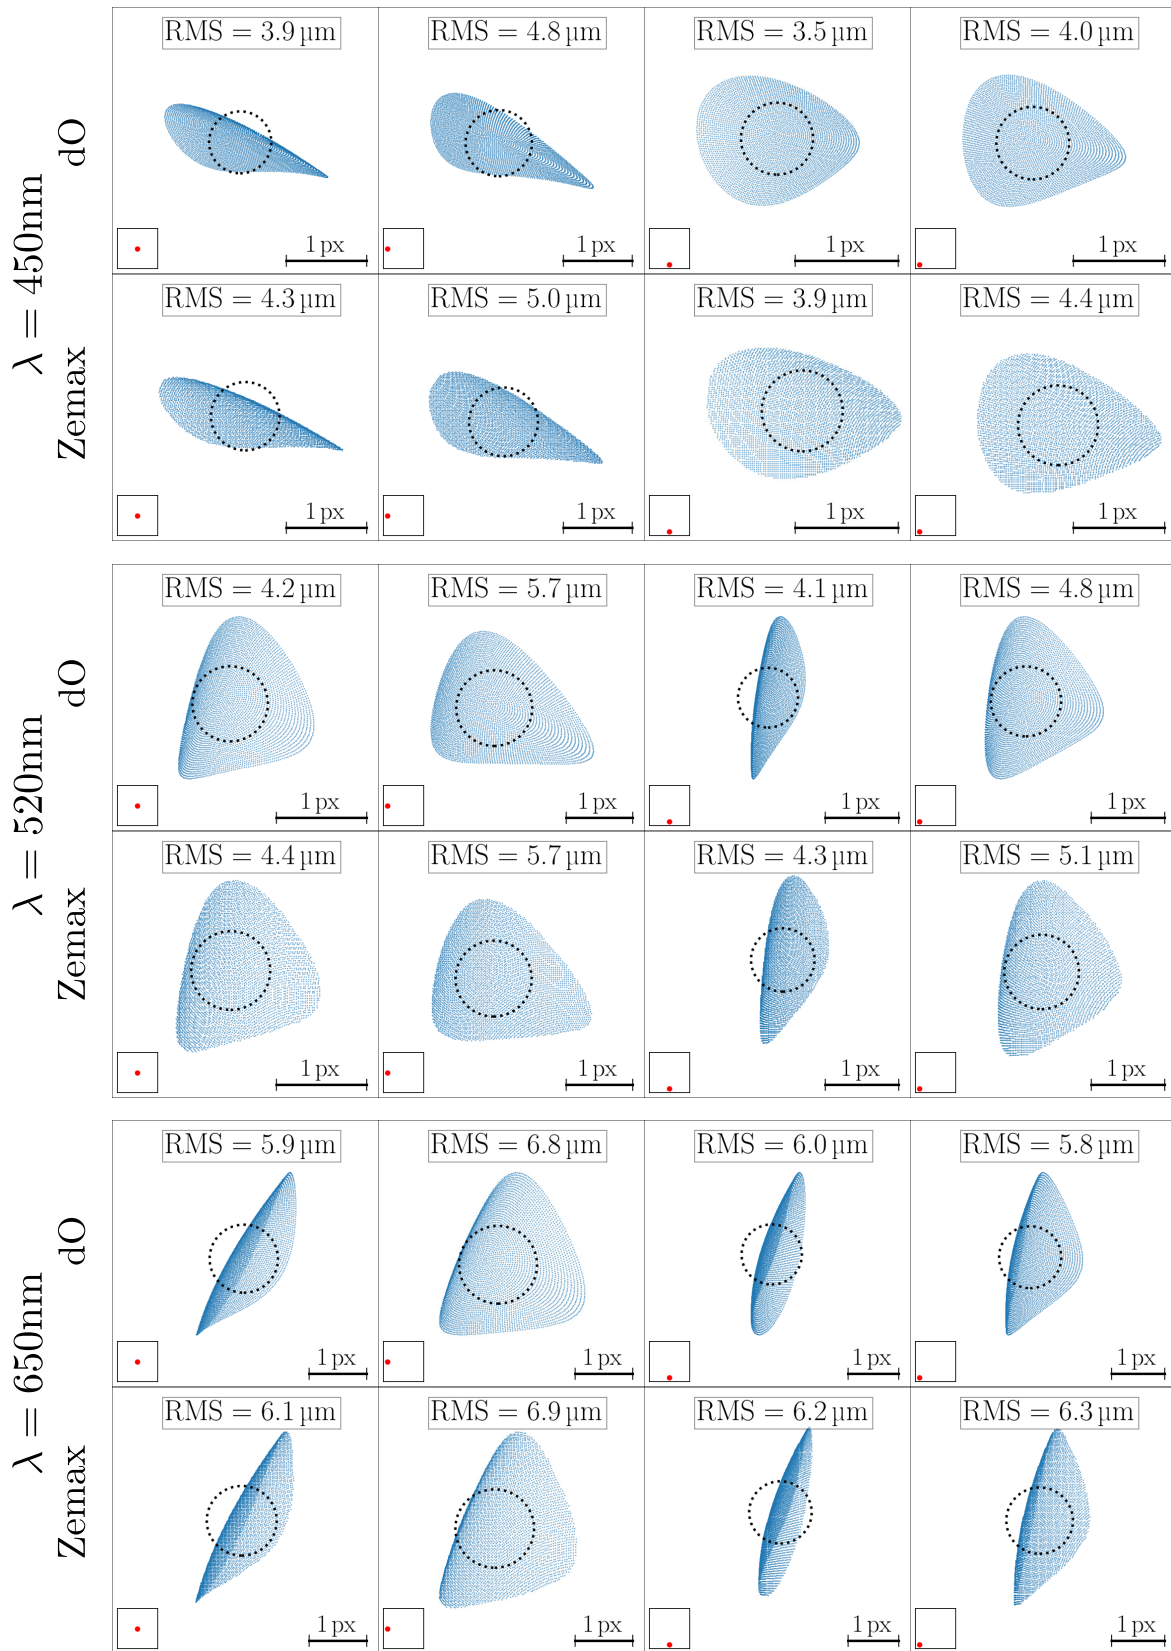 λ = 450nm
dO
RMS = 3.9 µm
RMS = 4.8 µm
RMS = 3.5 µm
RMS = 4.0 µm
1 px
1 px
1 px
1 px
Zemax
RMS = 4.3 µm
RMS = 5.0 µm
RMS = 3.9 µm
RMS = 4.4 µm
1 px
1 px
1 px
1 px
λ = 520nm
dO
RMS = 4.2 µm
RMS = 5.7 µm
RMS = 4.1 µm
RMS = 4.8 µm
1 px
1 px
1 px
1 px
Zemax
RMS = 4.4 µm
RMS = 5.7 µm
RMS = 4.3 µm
RMS = 5.1 µm
1 px
1 px
1 px
1 px
λ = 650nm
dO
RMS = 5.9 µm
RMS = 6.8 µm
RMS = 6.0 µm
RMS = 5.8 µm
1 px
1 px
1 px
1 px
Zemax
RMS = 6.1 µm
RMS = 6.9 µm
RMS = 6.2 µm
RMS = 6.3 µm
1 px
1 px
1 px
1 px